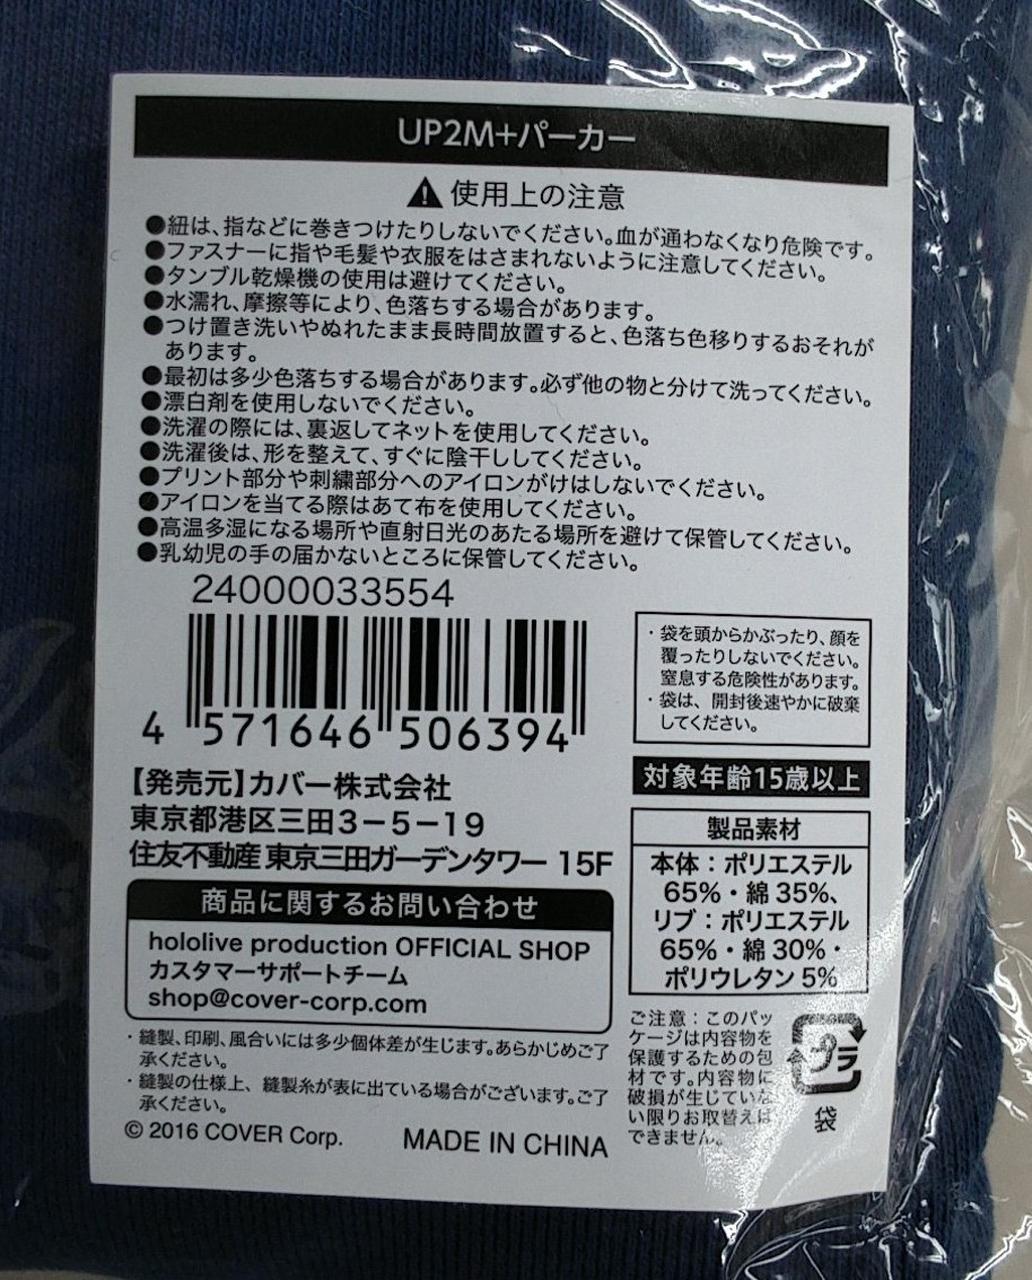 UP2M+パーカー
⚠使用上の注意
●紐は、指などに巻きつけたりしないでください。血が通わなくなり危険です。
●ファスナーに指や毛髪や衣服をはさまれないように注意してください。
●タンブル乾燥機の使用は避けてください。
●水濡れ、摩擦等により、色落ちする場合があります。
●つけ置き洗いやぬれたまま長時間放置すると、色落ち色移りするおそれが
あります。
●最初は多少色落ちする場合があります。必ず他の物と分けて洗ってください。
●漂白剤を使用しないでください。
●洗濯の際には、裏返してネットを使用してください。
●洗濯後は、形を整えて、すぐに陰干ししてください。
●プリント部分や刺繍部分へのアイロンがけはしないでください。
●アイロンを当てる際はあて布を使用してください。
●高温多湿になる場所や直射日光のあたる場所を避けて保管してください。
●乳幼児の手の届かないところに保管してください。
24000033554
4 571646 506394
・袋を頭からかぶったり、顔を
覆ったりしないでください。
窒息する危険性があります。
・袋は、開封後速やかに破棄
してください。
【発売元】カバー株式会社
東京都港区三田3-5-19
住友不動産 東京三田ガーデンタワー 15F
対象年齢15歳以上
製品素材
本体：ポリエステル
65%・綿35%、
リブ：ポリエステル
65%・綿30%・
ポリウレタン5%
商品に関するお問い合わせ
hololive production OFFICIAL SHOP
カスタマーサポートチーム
shop@cover-corp.com
・縫製、印刷、風合いには多少個体差が生じます。あらかじめご了
承ください。
・縫製の仕様上、縫製糸が表に出ている場合がございます。ご了
承ください。
© 2016 COVER Corp.
MADE IN CHINA
ご注意：このパッ
ケージは内容物を
保護するための包
材です。内容物に
破損が生じていな
い限りお取替えは
できません。
プラ
袋